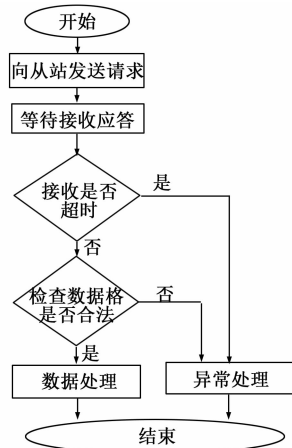 开始
向从站发送请求
等待接收应答
接收是否
超时
是
否
检查数据格
是否合法
否
是
数据处理
异常处理
结束